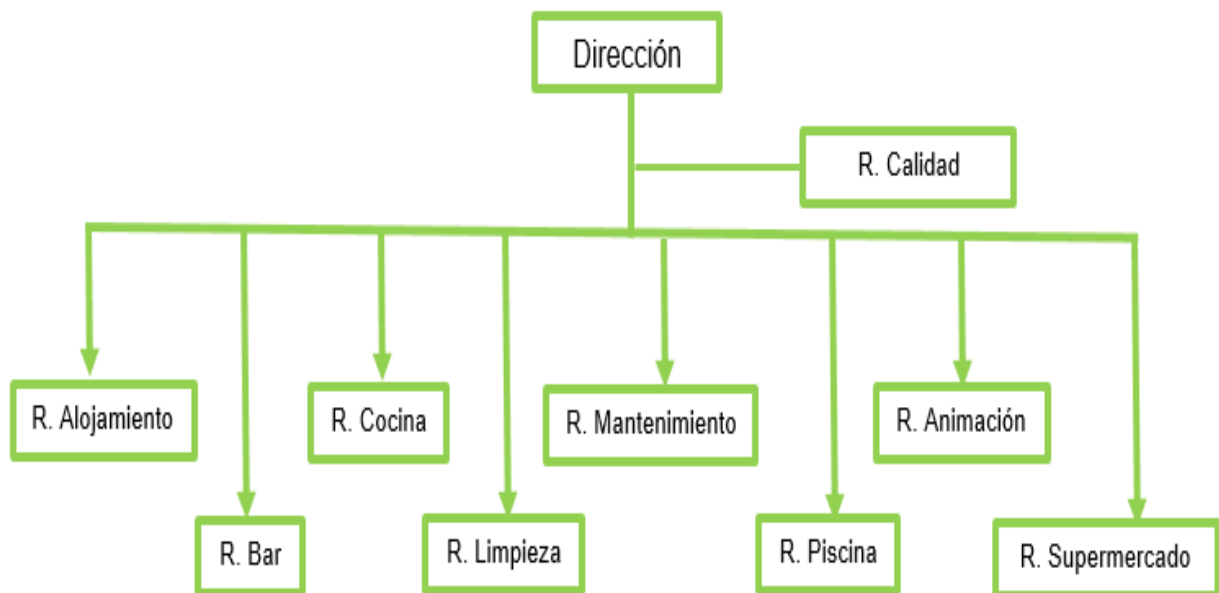 Dirección
R. Calidad
R. Alojamiento
R. Cocina
R. Mantenimiento
R. Animación
R. Bar
R. Limpieza
R. Piscina
R. Supermercado